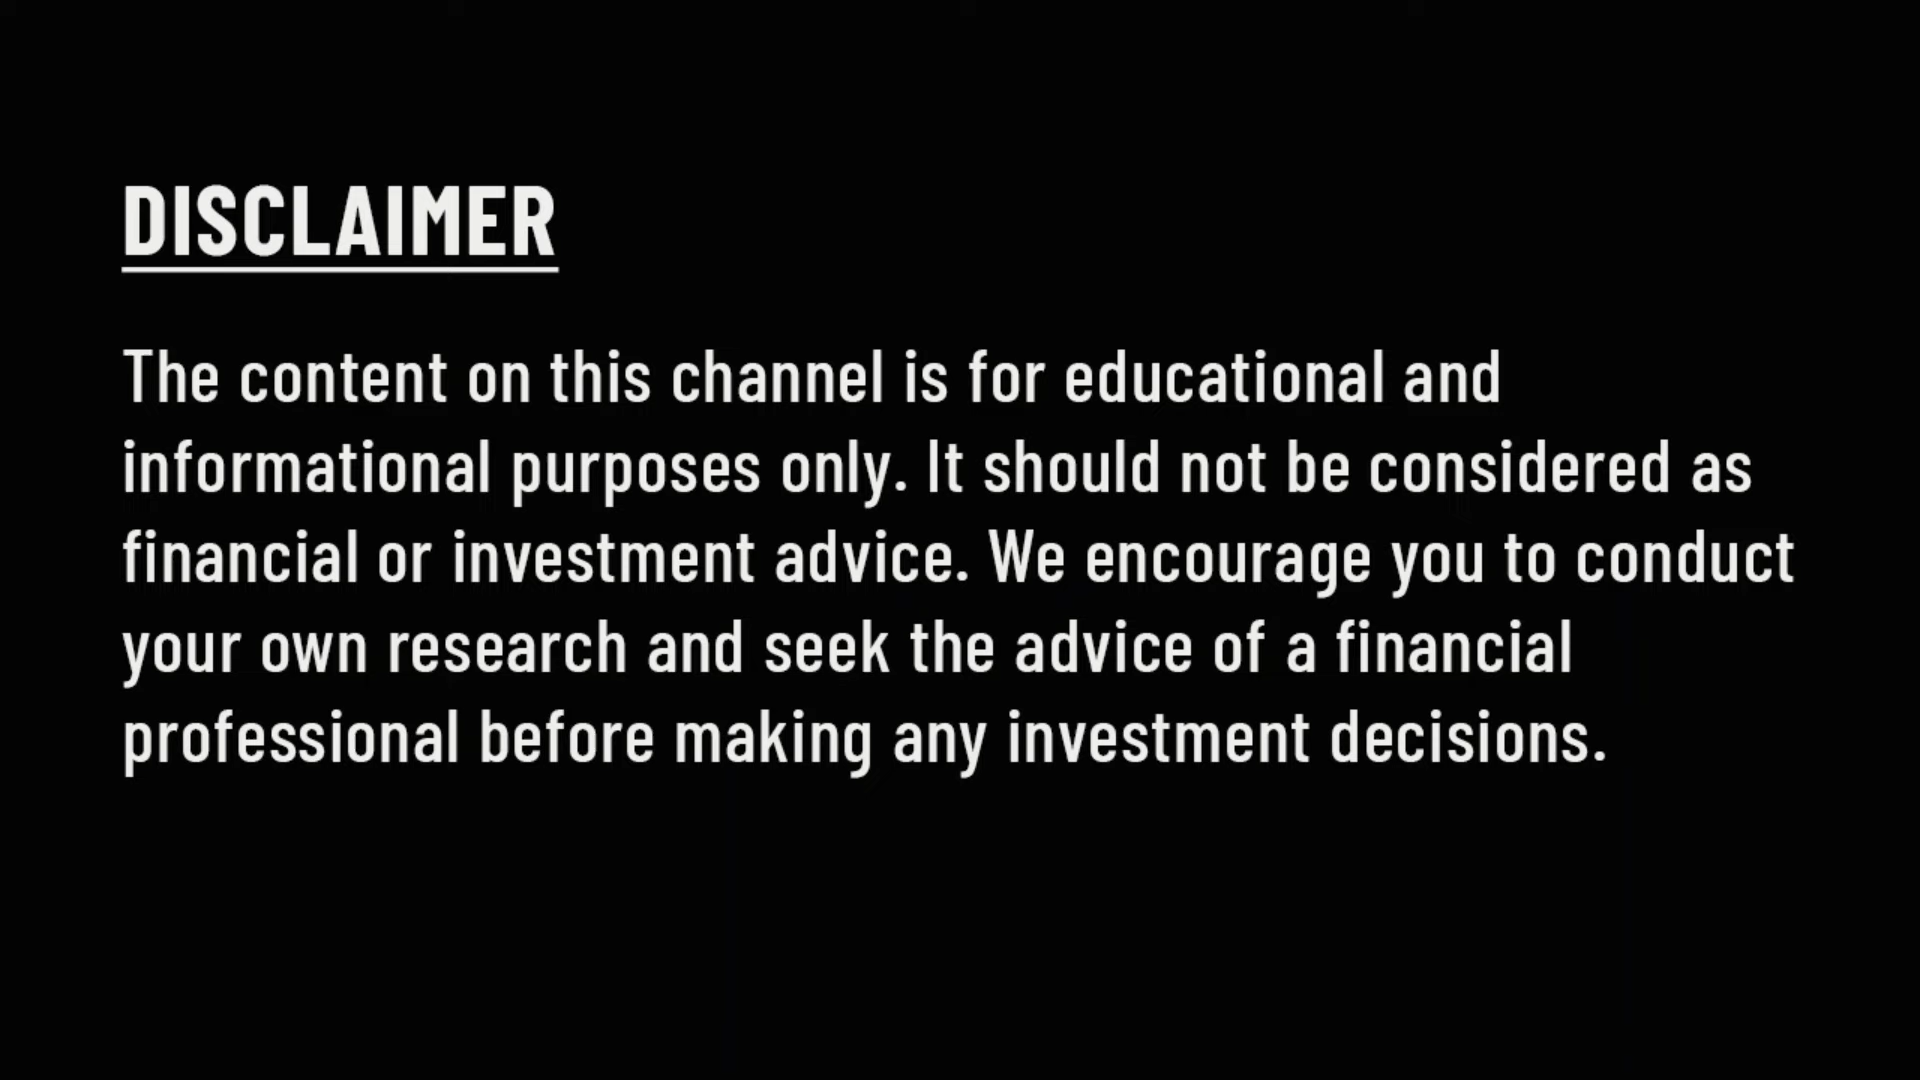 DISCLAIMER
The content on this channel is for educational and
informational purposes only. It should not be considered as
financial or investment advice. We encourage you to conduct
your own research and seek the advice of a financial
professional before making any investment decisions.